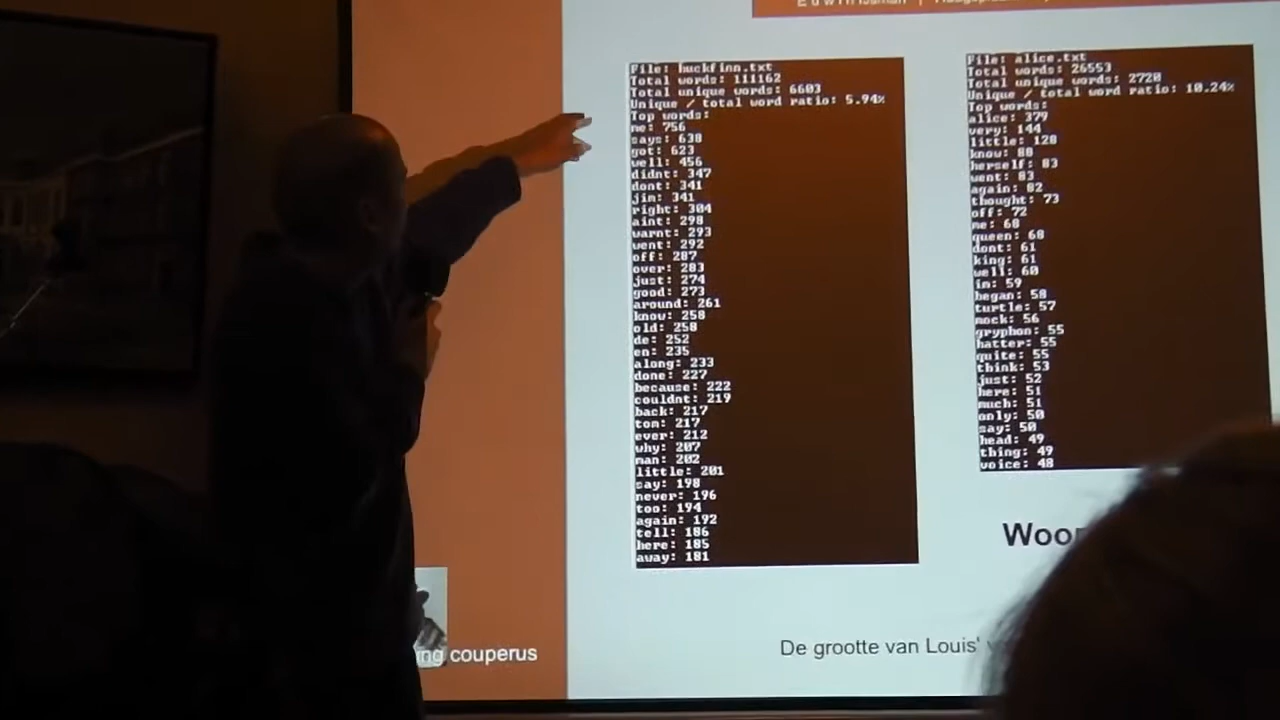 File: huckfinn.txt
Total words: 111162
Total unique words: 6603
Unique / total word ratio: 5.94%
Top words:
me: 756
says: 638
got: 623
well: 456
didnt: 347
dont: 341
jim: 341
right: 304
aint: 298
warnt: 293
went: 292
off: 287
over: 283
just: 274
good: 273
around: 261
know: 258
old: 258
de: 252
en: 235
along: 233
done: 227
because: 222
couldnt: 219
back: 217
tom: 217
ever: 212
why: 207
man: 202
little: 201
say: 198
never: 196
too: 194
again: 192
tell: 186
here: 185
away: 181
File: alice.txt
Total words: 26553
Total unique words: 2720
Unique / total word ratio: 10.24%
Top words:
alice: 379
very: 144
little: 128
know: 88
herself: 83
went: 83
again: 82
thought: 73
off: 72
me: 68
queen: 68
dont: 61
king: 61
well: 60
im: 59
began: 58
turtle: 57
mock: 56
gryphon: 55
hatter: 55
quite: 55
think: 53
just: 52
here: 51
much: 51
only: 50
say: 50
head: 49
thing: 49
voice: 48
Woor
De grootte van Louis'
couperus